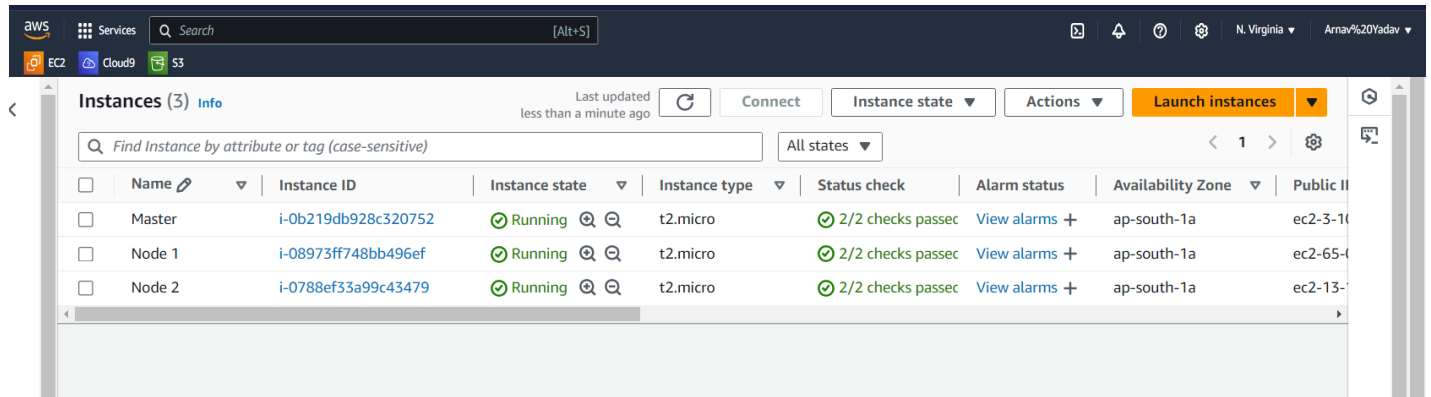 aws Services Search [Alt+S] N. Virginia Arnav%20Yadav
EC2 Cloud9 S3
Instances (3) Info Last updated less than a minute ago Connect Instance state Actions Launch instances
Find Instance by attribute or tag (case-sensitive) All states 1
Name Instance ID Instance state Instance type Status check Alarm status Availability Zone Public
Master i-0b219db928c320752 Running t2.micro 2/2 checks passed View alarms + ap-south-1a ec2-3-10
Node 1 i-08973ff748bb496ef Running t2.micro 2/2 checks passed View alarms + ap-south-1a ec2-65-
Node 2 i-0788ef33a99c43479 Running t2.micro 2/2 checks passed View alarms + ap-south-1a ec2-13-